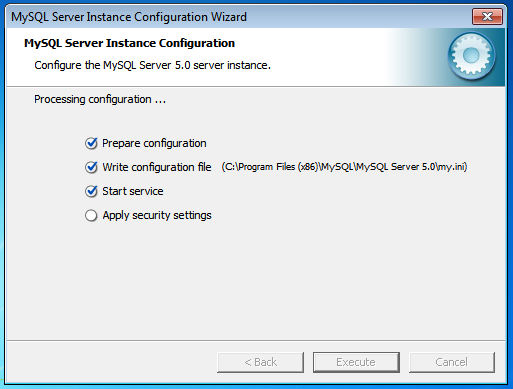 MySQL Server Instance Configuration Wizard
MySQL Server Instance Configuration
Configure the MySQL Server 5.0 server instance.
Processing configuration ...
Prepare configuration
Write configuration file (C:\Program Files (x86)\MySQL\MySQL Server 5.0\my.ini)
Start service
Apply security settings
< Back Execute Cancel